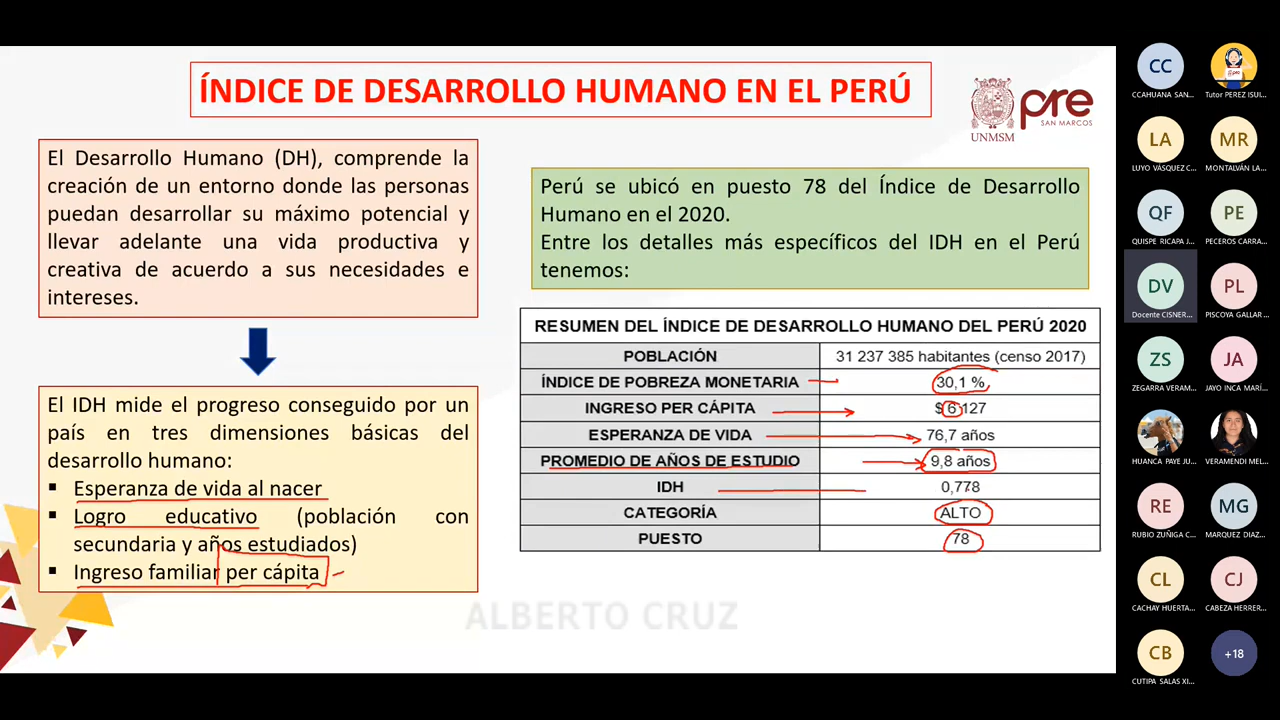 ÍNDICE DE DESARROLLO HUMANO EN EL PERÚ
UNMSM
pre
SAN MARCOS
El Desarrollo Humano (DH), comprende la
creación de un entorno donde las personas
puedan desarrollar su máximo potencial y
llevar adelante una vida productiva y
creativa de acuerdo a sus necesidades e
intereses.
El IDH mide el progreso conseguido por un
país en tres dimensiones básicas del
desarrollo humano:
▪ Esperanza de vida al nacer
▪ Logro educativo (población con
secundaria y años estudiados)
▪ Ingreso familiar per cápita
Perú se ubicó en puesto 78 del Índice de Desarrollo
Humano en el 2020.
Entre los detalles más específicos del IDH en el Perú
tenemos:
RESUMEN DEL ÍNDICE DE DESARROLLO HUMANO DEL PERÚ 2020
POBLACIÓN 31 237 385 habitantes (censo 2017)
ÍNDICE DE POBREZA MONETARIA 30,1 %
INGRESO PER CÁPITA $ 6 127
ESPERANZA DE VIDA 76,7 años
PROMEDIO DE AÑOS DE ESTUDIO 9,8 años
IDH 0,778
CATEGORÍA ALTO
PUESTO 78
ALBERTO CRUZ
CC
CCAHUANA SAN...
Tutor PEREZ ISUI...
LA
LUYO VÁSQUEZ C...
MR
MONTALVÁN LA...
QF
QUISPE RICAPA J...
PE
PECEROS CARRA...
DV
Docente CISNER...
PL
PISCOYA GALLAR ...
ZS
ZEGARRA VERAM...
JA
JAYO INCA MARÍ...
HUANCA PAYE JU...
VERAMENDI MEL...
RE
RUBIO ZUÑIGA C...
MG
MARQUEZ DIAZ...
CL
CACHAY HUERTA...
CJ
CABEZA HERRER...
CB
CUTIPA SALAS XI...
+18